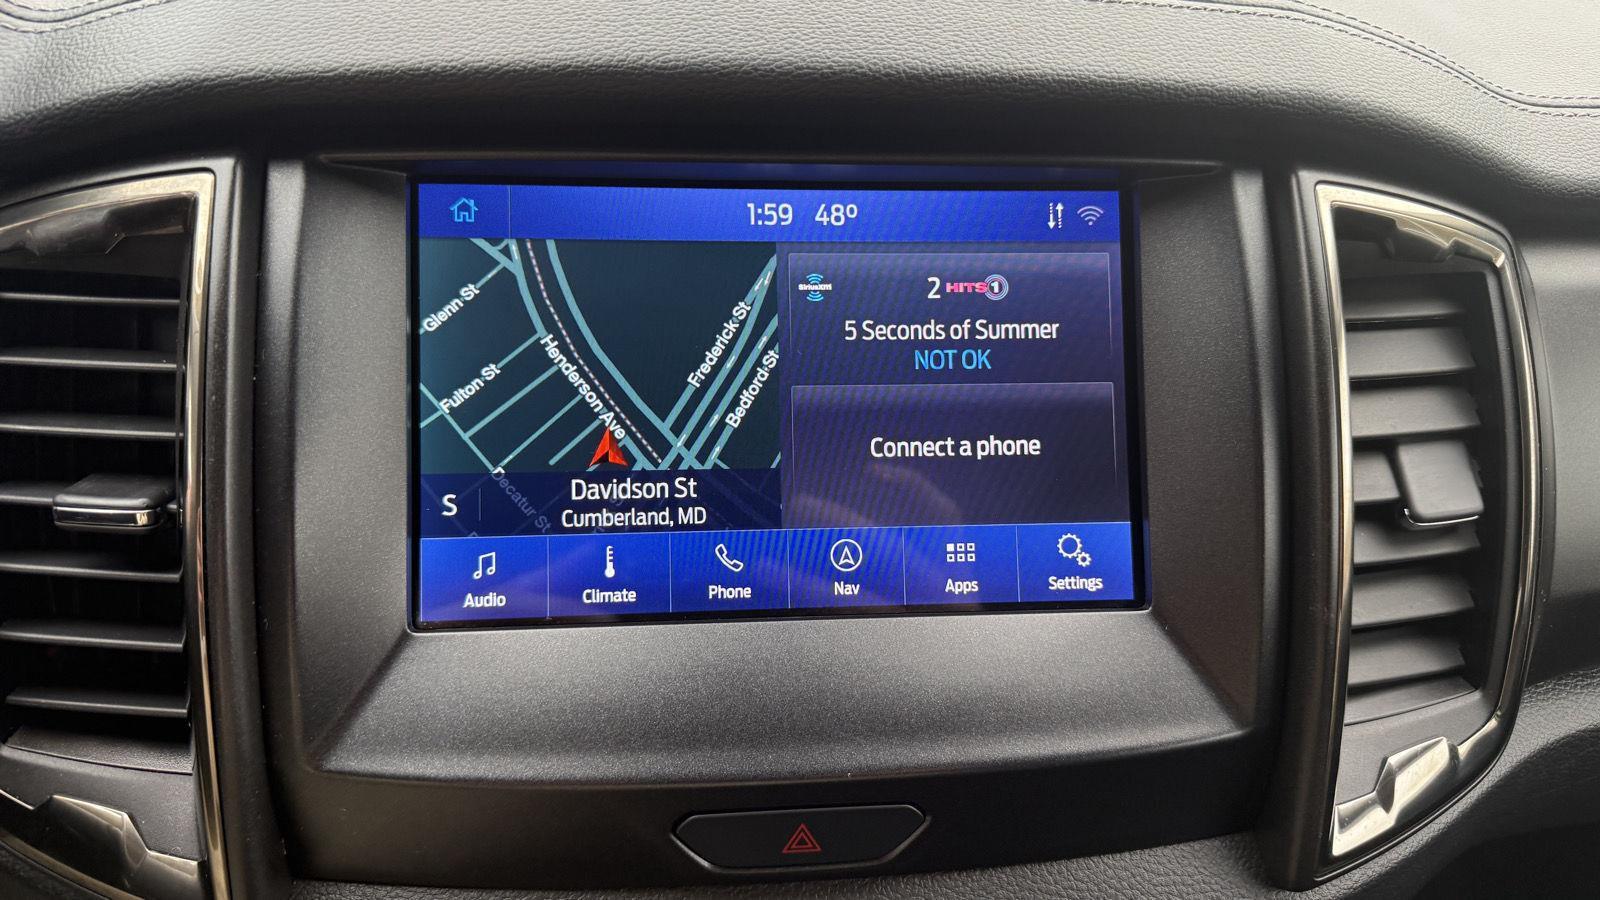 1:59 48º
Glenn St
Fulton St
Henderson Ave
Frederick St
Bedford St
Decatur St
S
Davidson St
Cumberland, MD
SiriusXM
2 HITS 1
5 Seconds of Summer
NOT OK
Connect a phone
Audio
Climate
Phone
Nav
Apps
Settings